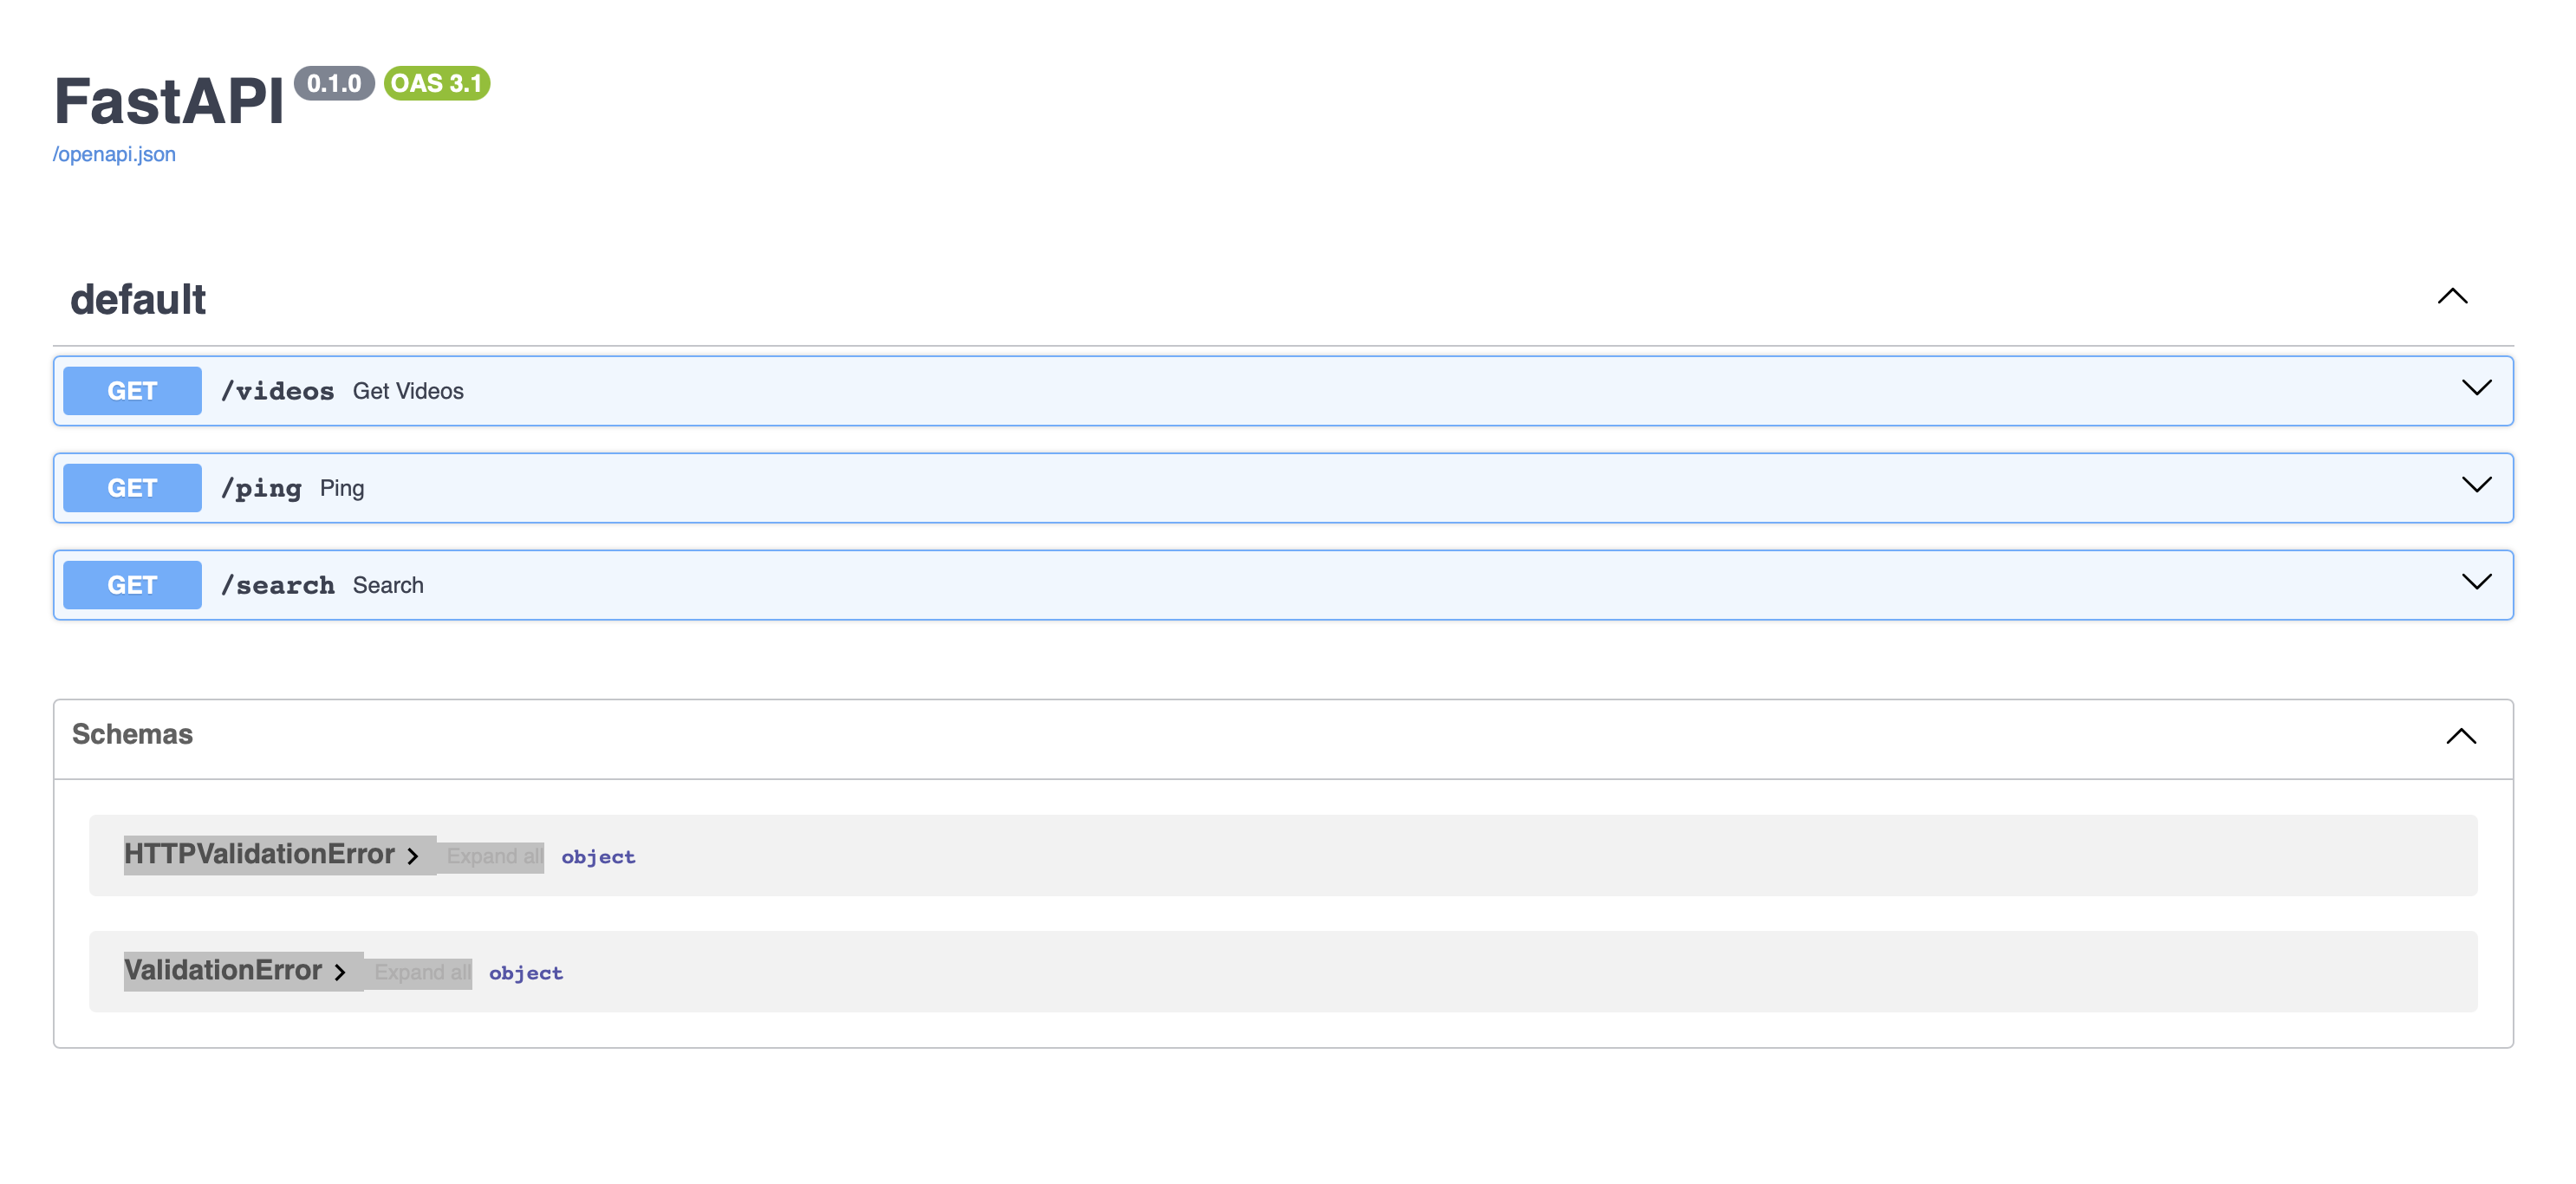 FastAPI 0.1.0 OAS 3.1
/openapi.json
default
GET /videos Get Videos
GET /ping Ping
GET /search Search
Schemas
HTTPValidationError Expand all object
ValidationError Expand all object